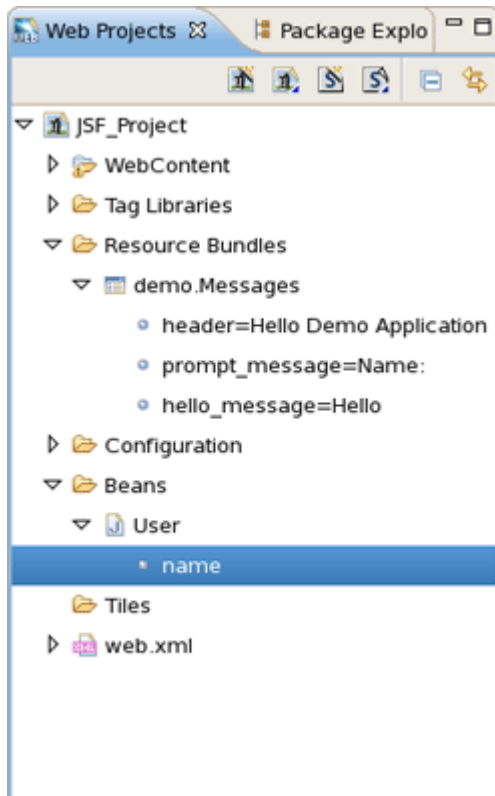 Web Projects Package Explo
JSF_Project
WebContent
Tag Libraries
Resource Bundles
demo.Messages
header=Hello Demo Application
prompt_message=Name:
hello_message=Hello
Configuration
Beans
User
name
Tiles
web.xml